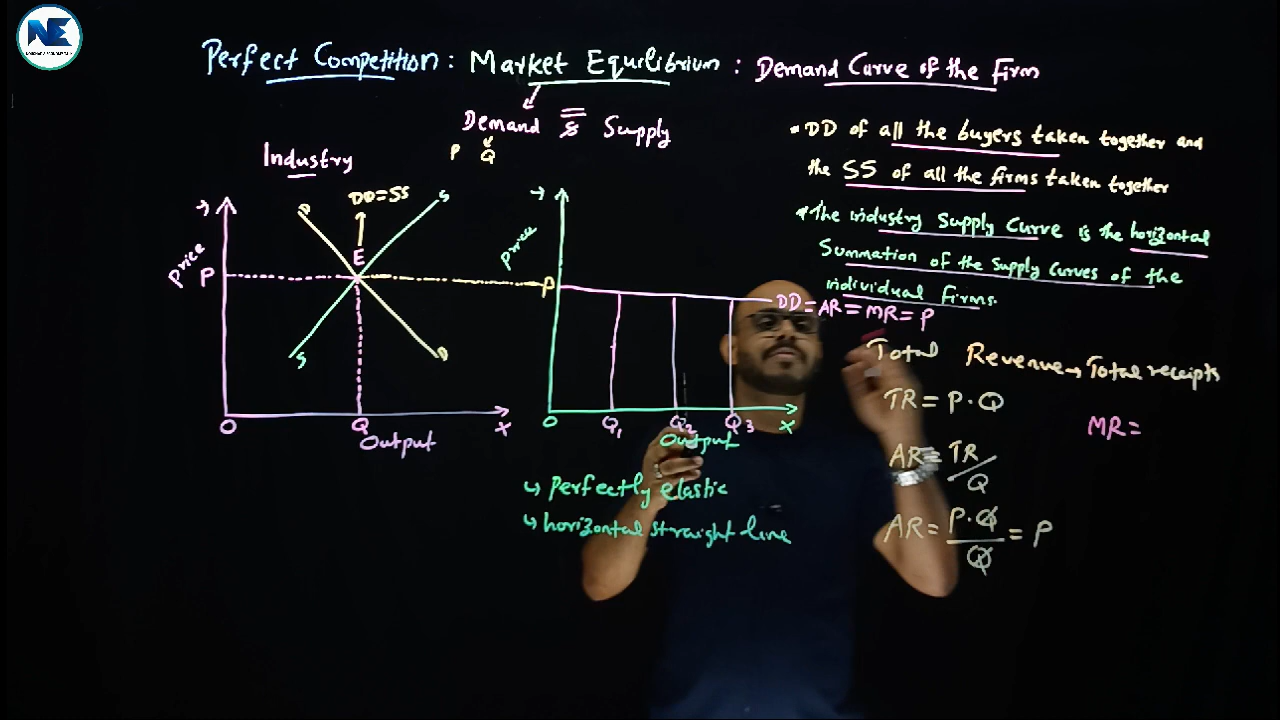 NE
Perfect Competition : Market Equilibrium : Demand Curve of the Firm
Demand & Supply
P Q
Industry
DD=SS
D
S
E
Price
P
S
D
O
Q
Output
X
Price
P
DD = AR = MR = P
O
Q1
Q2
Q3
Output
X
↳ Perfectly elastic
↳ horizontal straight line
• DD of all the buyers taken together and
the SS of all the firms taken together
• The industry Supply Curve is the horizontal
Summation of the Supply Curves of the
individual Firms.
Total Revenue → Total receipts
TR = P·Q
AR = TR/Q
AR = P·Q/Q = P
MR =